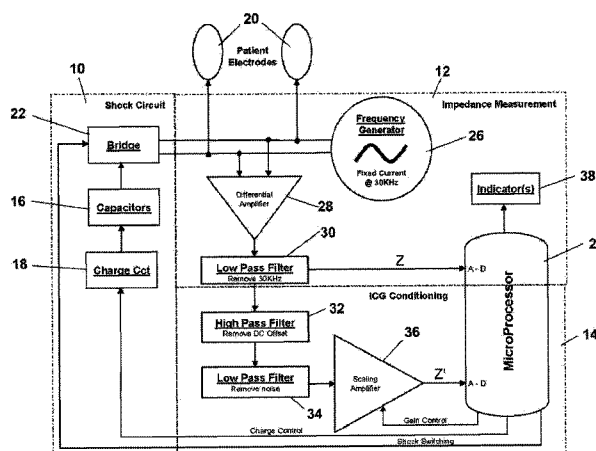 20
Patient
Electrodes
10
12
Shock Circuit
Impedance Measurement
22
Bridge
Frequency
Generator
Fixed Current
@ 30KHz
26
38
Indicator(s)
16
Capacitors
Differential
Amplifier
28
18
Charge Cct
30
Low Pass Filter
Remove 30KHz
Z
A - D
2
MicroProcessor
ICG Conditioning
32
High Pass Filter
Remove DC Offset
36
14
Low Pass Filter
Remove noise
34
Scaling
Amplifier
Z'
A - D
Gain Control
Charge Control
Shock Switching